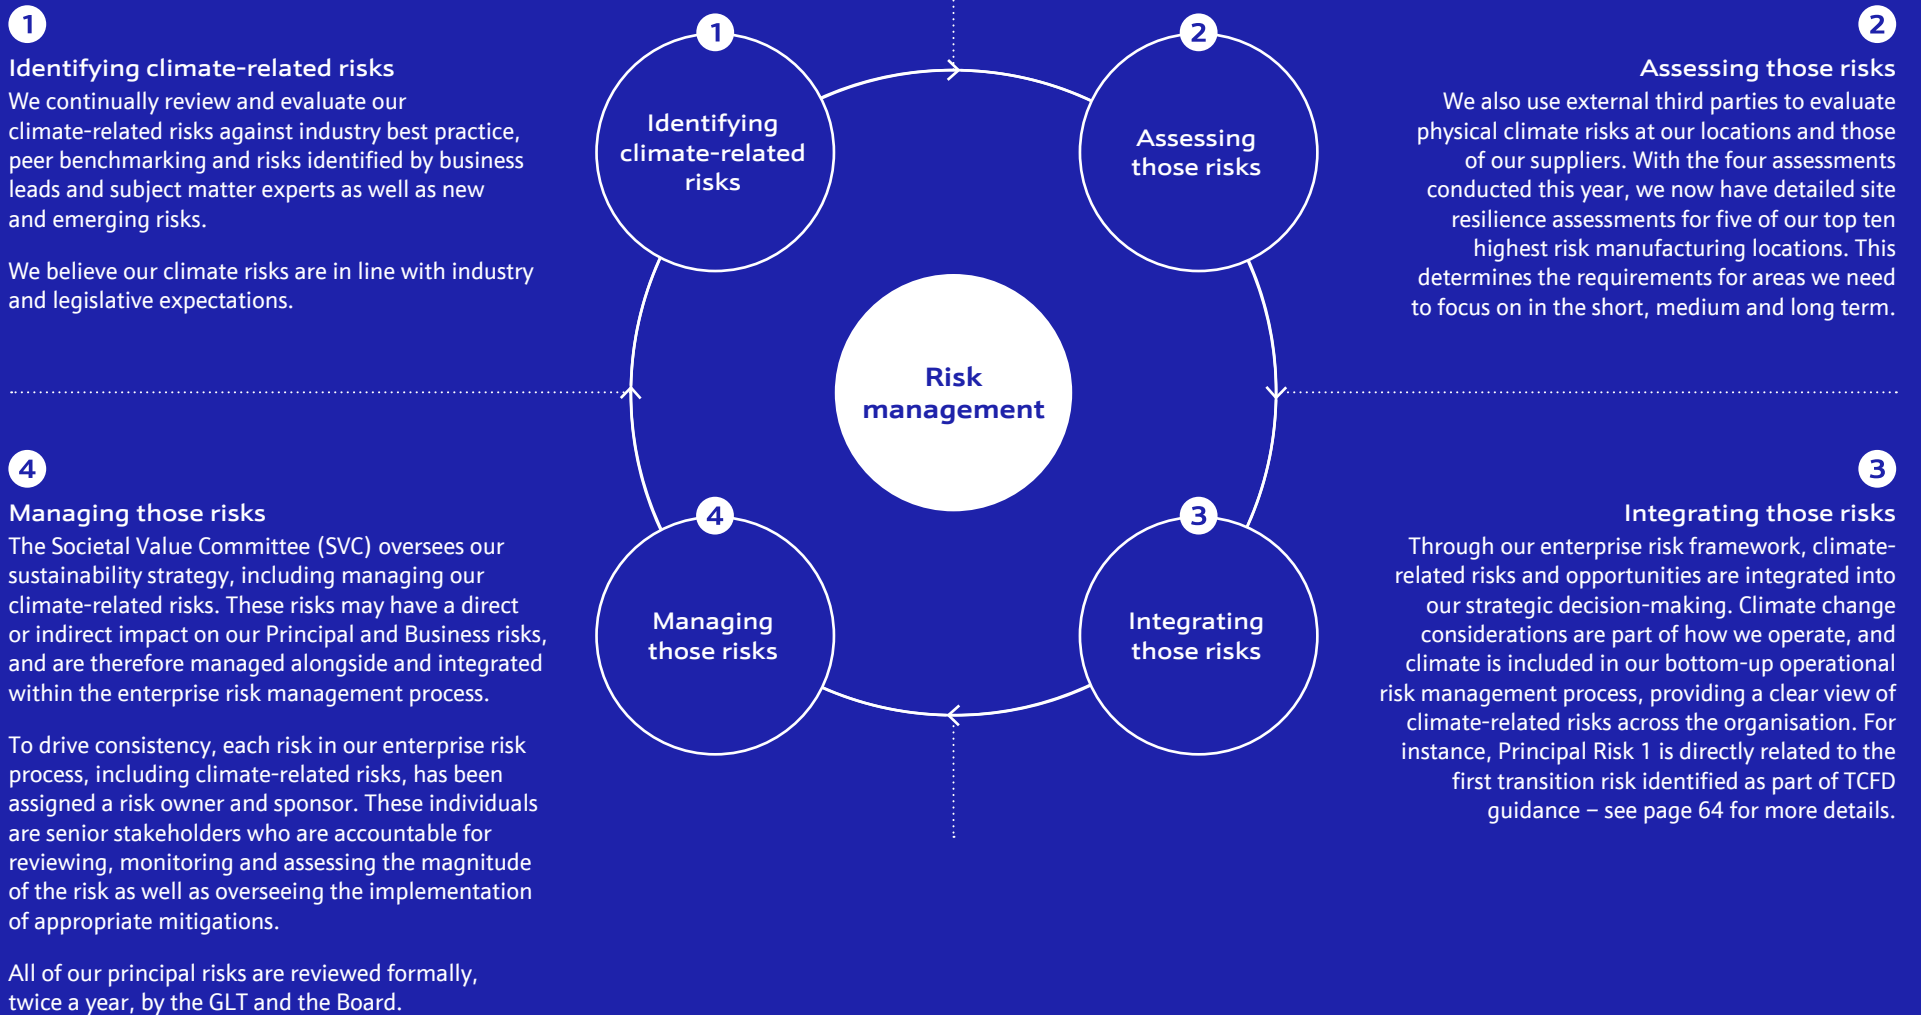 1
Identifying climate-related risks
We continually review and evaluate our
climate-related risks against industry best practice,
peer benchmarking and risks identified by business
leads and subject matter experts as well as new
and emerging risks.
We believe our climate risks are in line with industry
and legislative expectations.
1
Identifying
climate-related
risks
2
Assessing
those risks
2
Assessing those risks
We also use external third parties to evaluate
physical climate risks at our locations and those
of our suppliers. With the four assessments
conducted this year, we now have detailed site
resilience assessments for five of our top ten
highest risk manufacturing locations. This
determines the requirements for areas we need
to focus on in the short, medium and long term.
Risk
management
4
Managing those risks
The Societal Value Committee (SVC) oversees our
sustainability strategy, including managing our
climate-related risks. These risks may have a direct
or indirect impact on our Principal and Business risks,
and are therefore managed alongside and integrated
within the enterprise risk management process.
To drive consistency, each risk in our enterprise risk
process, including climate-related risks, has been
assigned a risk owner and sponsor. These individuals
are senior stakeholders who are accountable for
reviewing, monitoring and assessing the magnitude
of the risk as well as overseeing the implementation
of appropriate mitigations.
All of our principal risks are reviewed formally,
twice a year, by the GLT and the Board.
4
Managing
those risks
3
Integrating
those risks
3
Integrating those risks
Through our enterprise risk framework, climate-
related risks and opportunities are integrated into
our strategic decision-making. Climate change
considerations are part of how we operate, and
climate is included in our bottom-up operational
risk management process, providing a clear view of
climate-related risks across the organisation. For
instance, Principal Risk 1 is directly related to the
first transition risk identified as part of TCFD
guidance – see page 64 for more details.